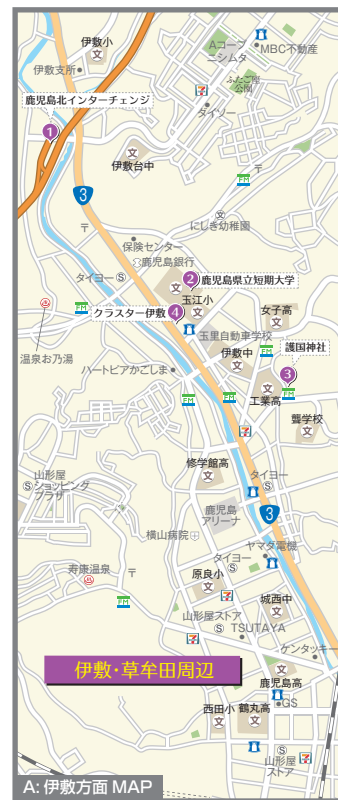 伊敷小
伊敷支所
Aコープ
ニシムタ
MBC不動産
ふたご塚
公園
ダイソー
鹿児島北インターチェンジ
1
伊敷台中
3
にしき幼稚園
保険センター
鹿児島銀行
タイヨー
2
鹿児島県立短期大学
玉江小
クラスター伊敷
4
女子高
玉里自動車学校
護国神社
伊敷中
3
温泉お乃湯
ハートピアかごしま
工業高
聾学校
修学館高
タイヨー
山形屋
ショッピング
プラザ
鹿児島
アリーナ
3
横山病院
ヤマダ電機
タイヨー
寿康温泉
原良小
城西中
山形屋ストア
TSUTAYA
ケンタッキー
伊敷・草牟田周辺
鹿児島高
GS
西田小
鶴丸高
山形屋
ストア
A: 伊敷方面 MAP